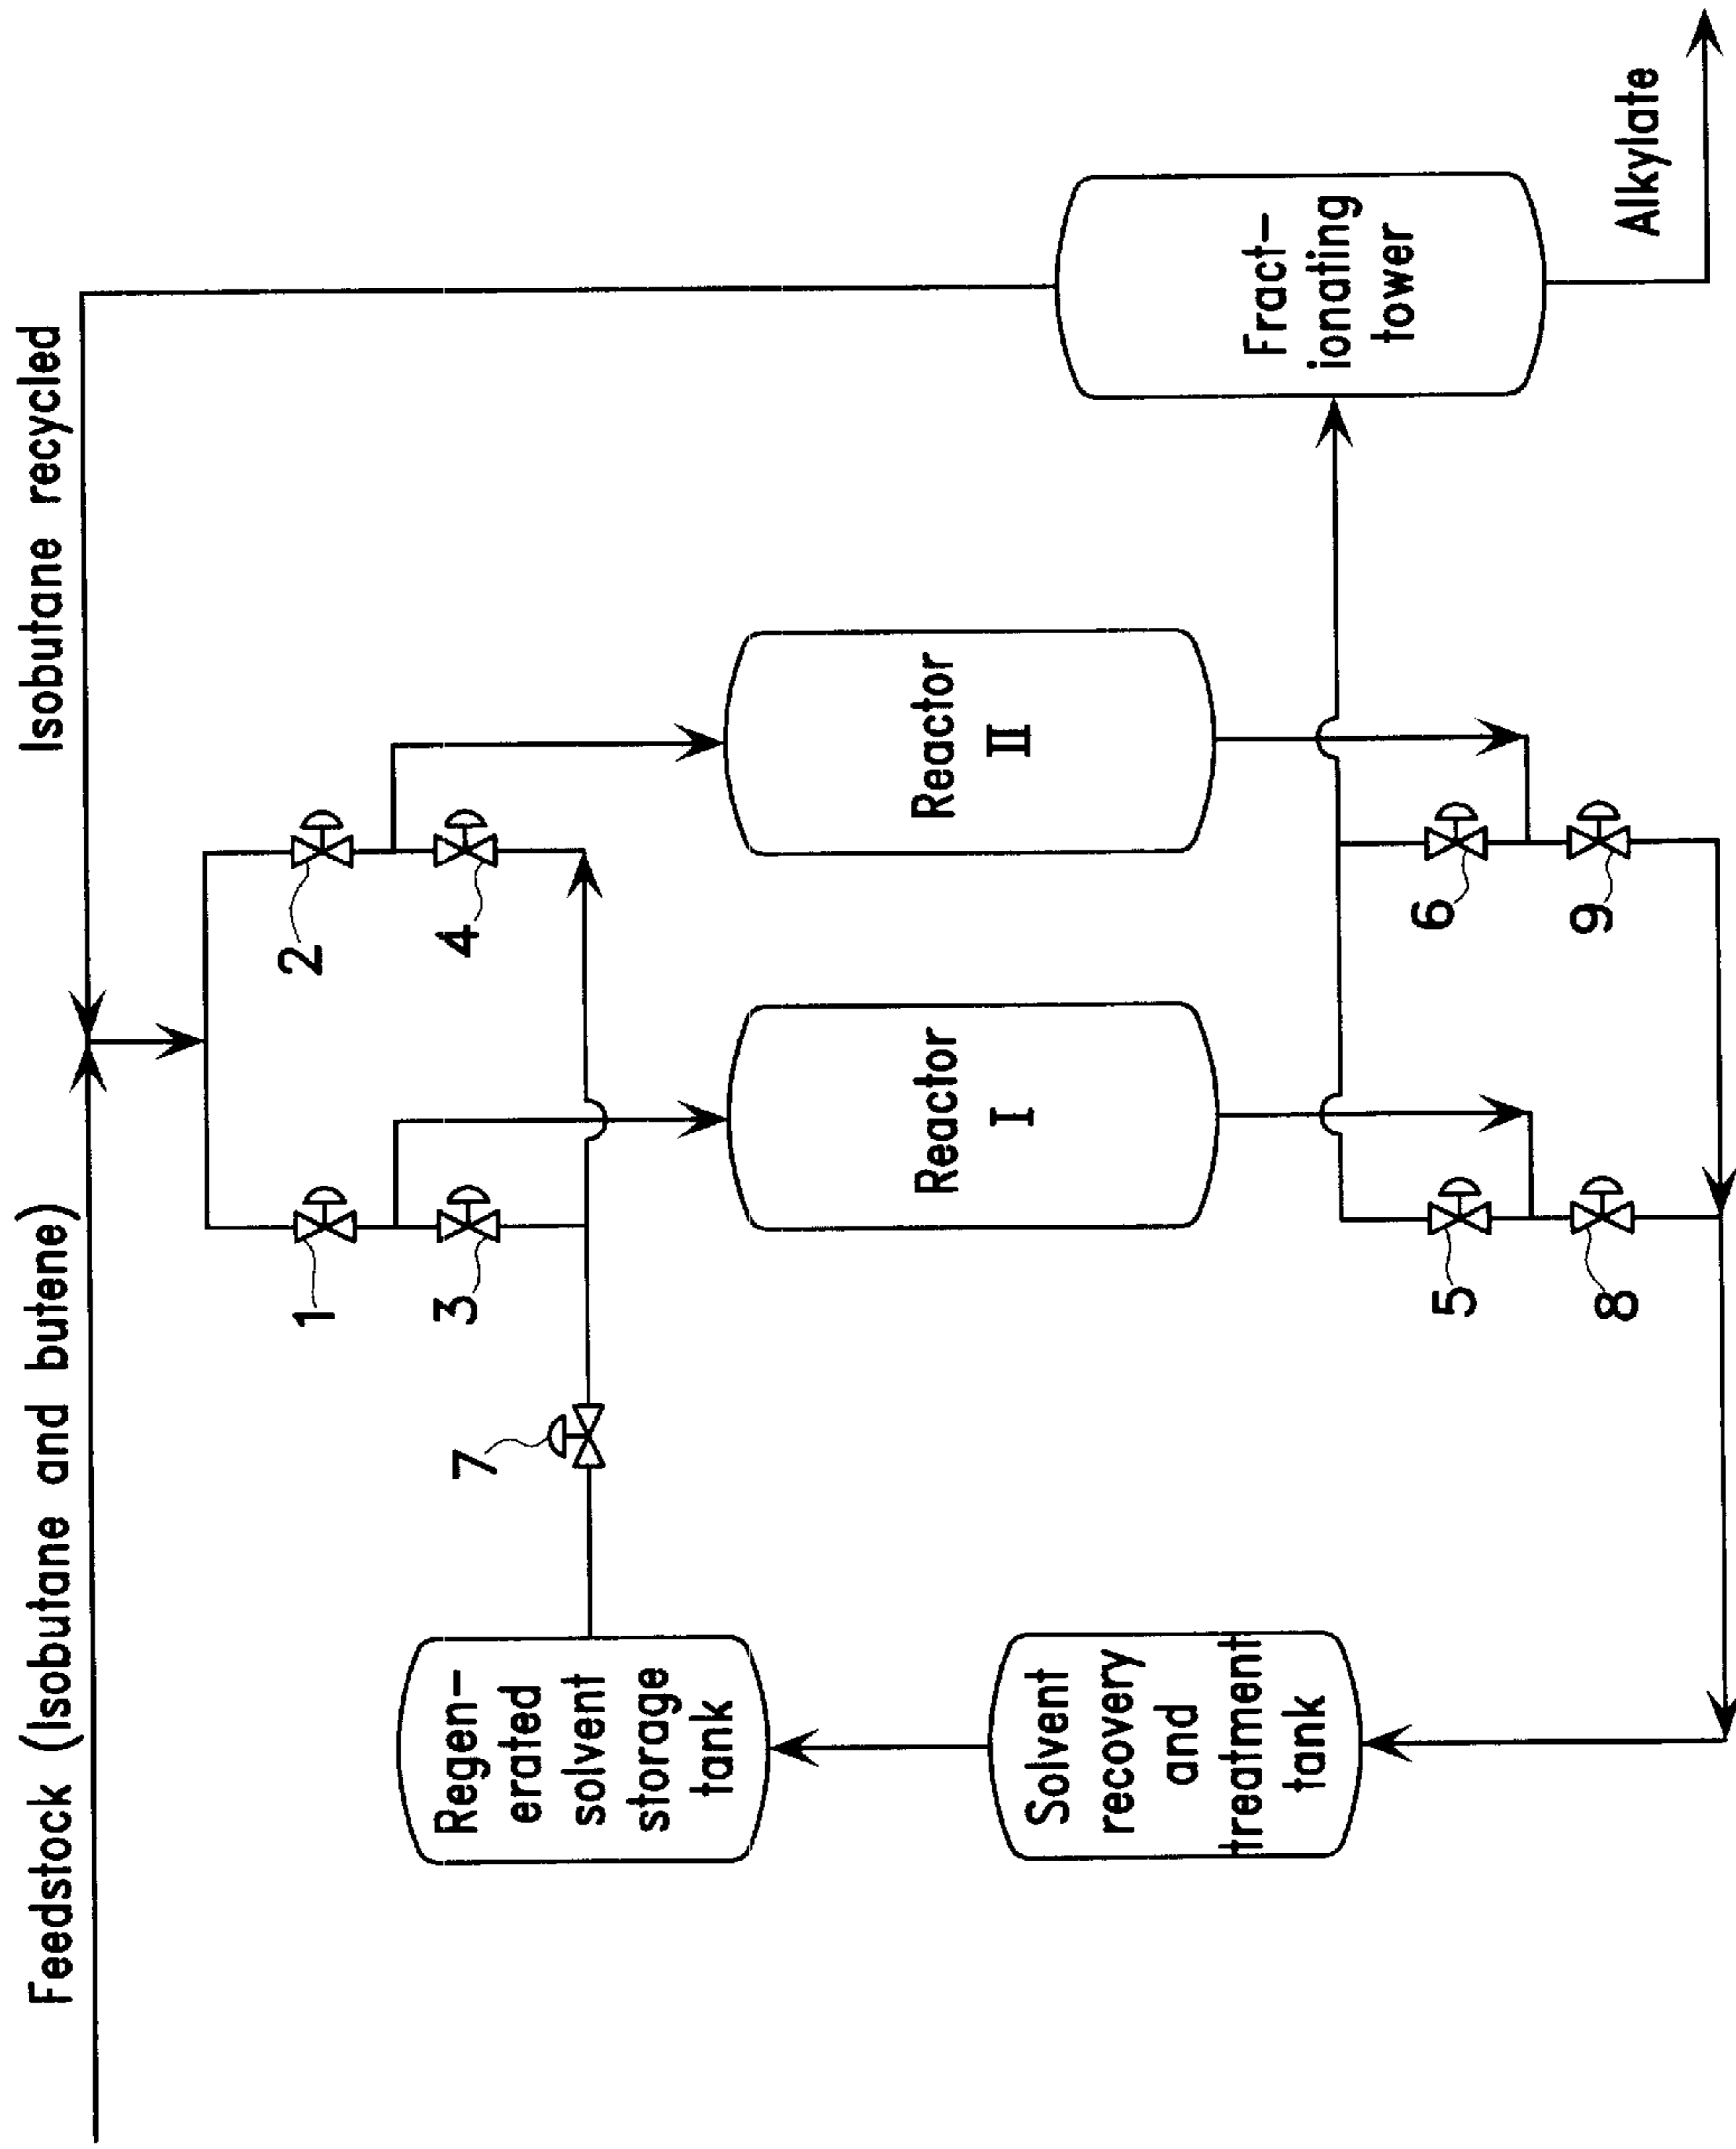 Feedstock (Isobutane and butene)
Isobutane recycled
1
2
3
4
7
Regen-
erated
solvent
storage
tank
Solvent
recovery
and
treatment
tank
Reactor
I
Reactor
II
Fract-
ionating
tower
5
6
8
9
Alkylate